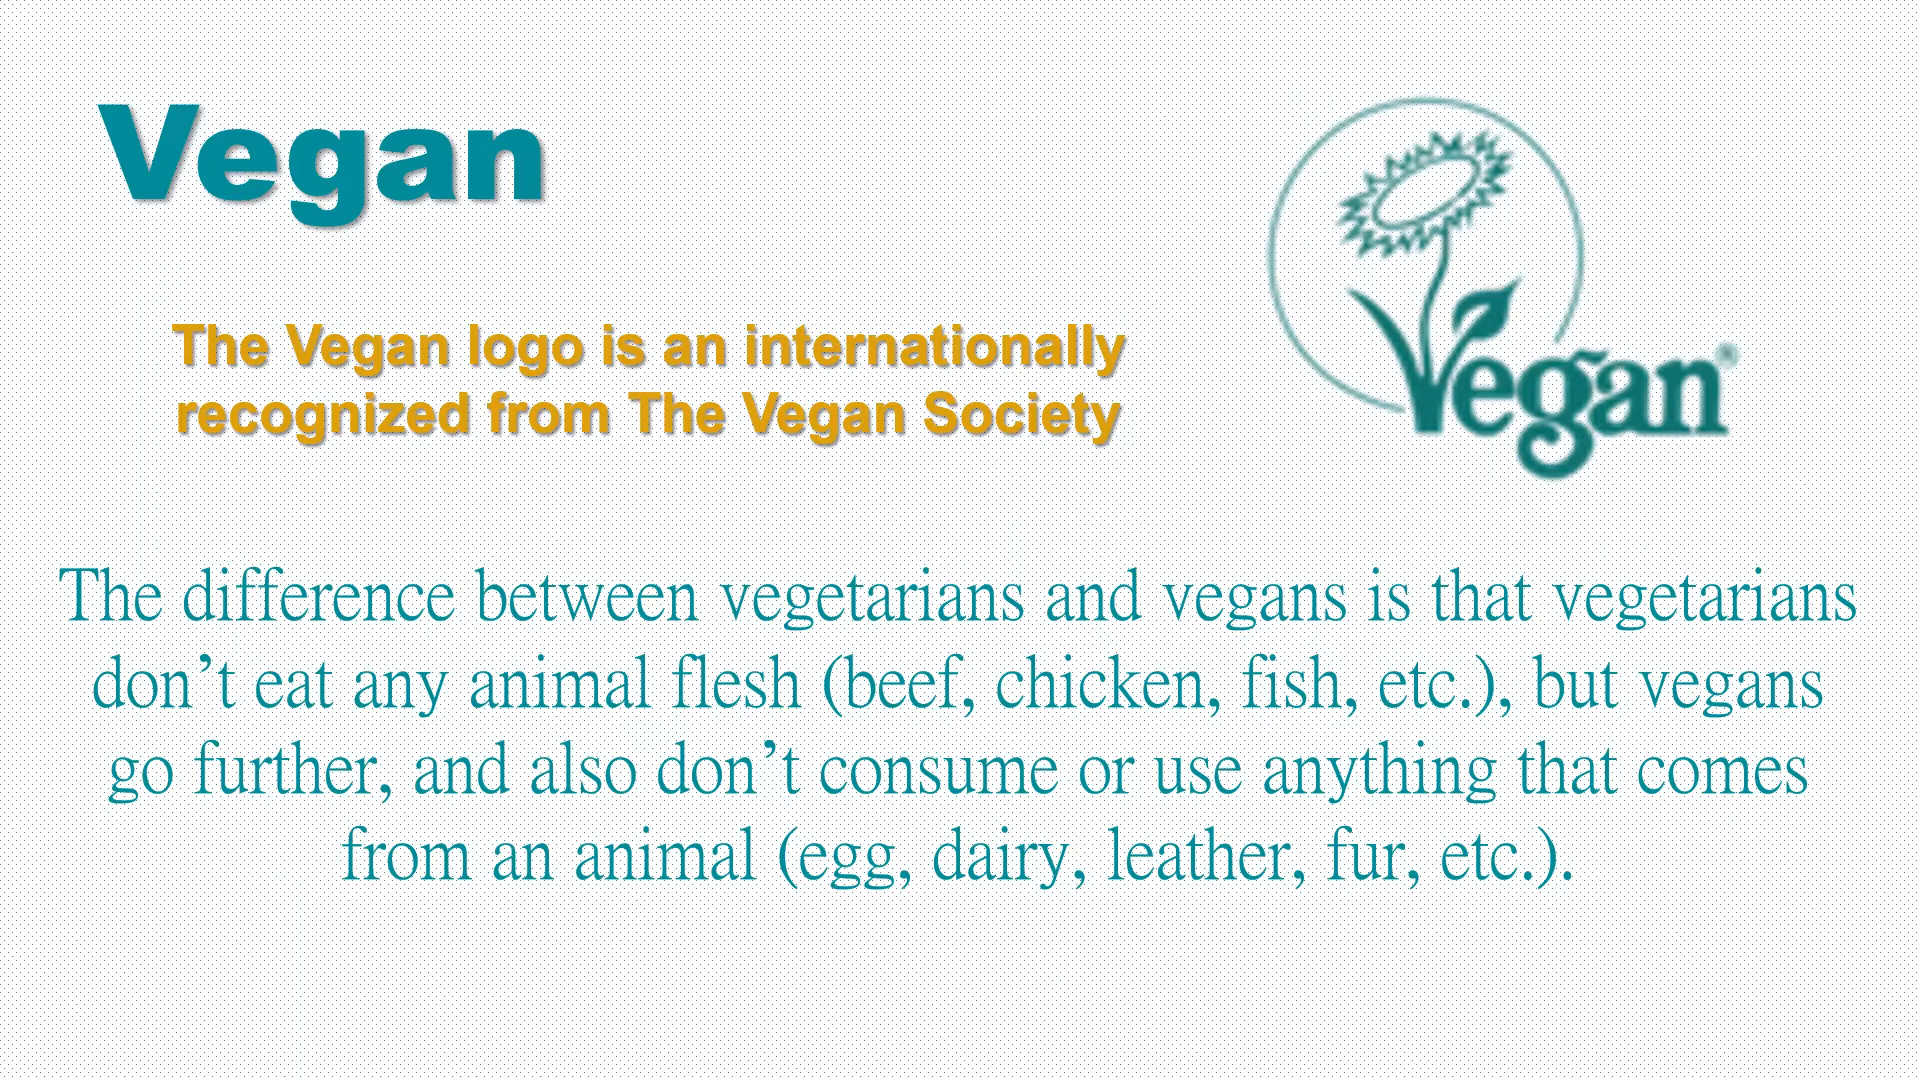 Vegan
The Vegan logo is an internationally
recognized from The Vegan Society
Vegan®
The difference between vegetarians and vegans is that vegetarians
don’t eat any animal flesh (beef, chicken, fish, etc.), but vegans
go further, and also don’t consume or use anything that comes
from an animal (egg, dairy, leather, fur, etc.).